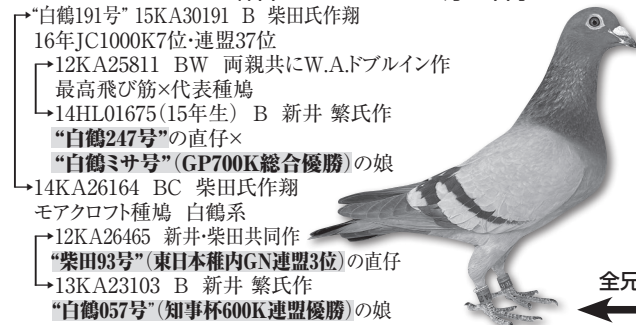 “白鶴191号” 15KA30191 B 柴田氏作翔
16年JC1000K7位・連盟37位
12KA25811 BW 両親共にW.A.ドブルイン作
最高飛び筋×代表種鳩
14HL01675(15年生) B 新井 繁氏作
“白鶴247号”の直仔×
“白鶴ミサ号”(GP700K総合優勝)の娘
14KA26164 BC 柴田氏作翔
モアクロフト種鳩 白鶴系
12KA26465 新井・柴田共同作
“柴田93号”(東日本稚内GN連盟3位)の直仔
13KA23103 B 新井 繁氏作
“白鶴057号”(知事杯600K連盟優勝)の娘
全兄